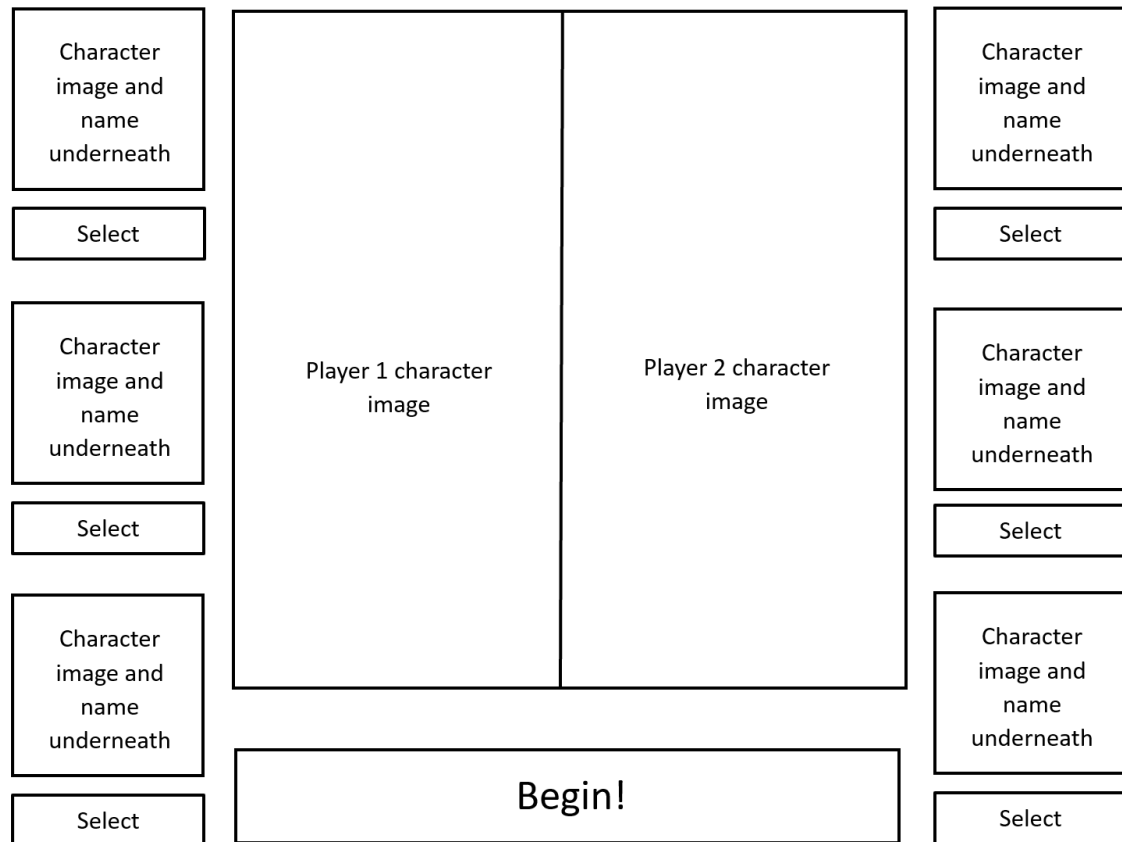 Character
image and
name
underneath
Select
Character
image and
name
underneath
Select
Character
image and
name
underneath
Select
Player 1 character
image
Player 2 character
image
Begin!
Character
image and
name
underneath
Select
Character
image and
name
underneath
Select
Character
image and
name
underneath
Select